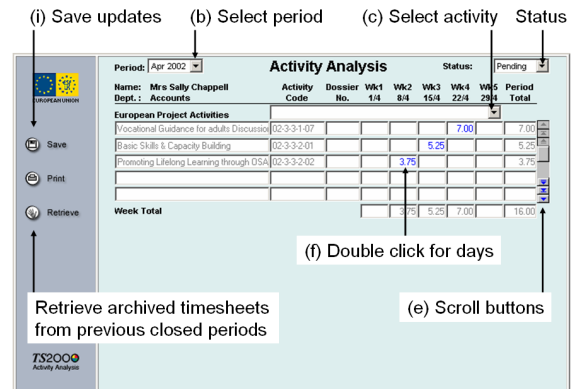 (i) Save updates (b) Select period (c) Select activity Status
Period: Apr 2002 Activity Analysis Status: Pending
Name: Mrs Sally Chappell Activity Dossier Wk1 Wk2 Wk3 Wk4 Wk5 Period
Dept.: Accounts Code No. 1/4 8/4 15/4 22/4 29/4 Total
EUROPEAN UNION
European Project Activities
Vocational Guidance for adults Discussion 02-3-3-1-07 7.00 7.00
Save Basic Skills & Capacity Building 02-3-3-2-01 5.25 5.25
Promoting Lifelong Learning through OSA 02-3-3-2-02 3.75 3.75
Print
Retrieve Week Total 3.75 5.25 7.00 16.00
(f) Double click for days
Retrieve archived timesheets
from previous closed periods
(e) Scroll buttons
TS2000
Activity Analysis